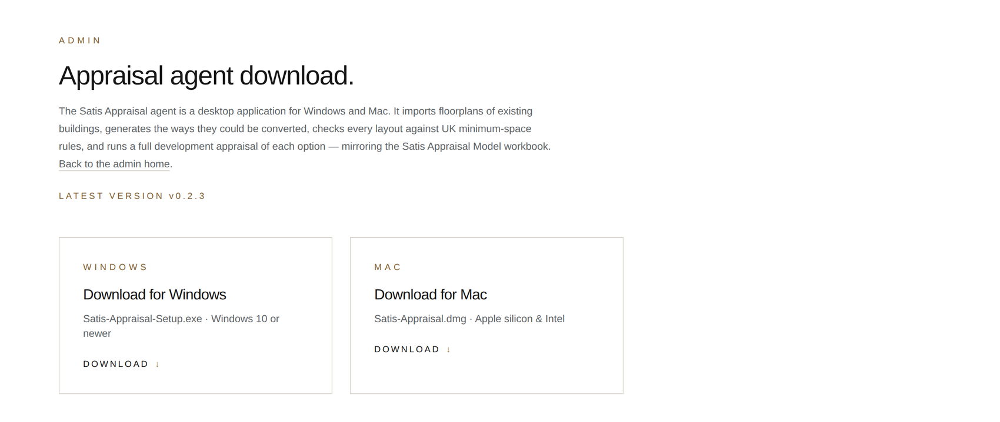 ADMIN
Appraisal agent download.
The Satis Appraisal agent is a desktop application for Windows and Mac. It imports floorplans of existing
buildings, generates the ways they could be converted, checks every layout against UK minimum-space
rules, and runs a full development appraisal of each option — mirroring the Satis Appraisal Model workbook.
Back to the admin home.
LATEST VERSION v0.2.3
WINDOWS
Download for Windows
Satis-Appraisal-Setup.exe · Windows 10 or
newer
DOWNLOAD ↓
MAC
Download for Mac
Satis-Appraisal.dmg · Apple silicon & Intel
DOWNLOAD ↓